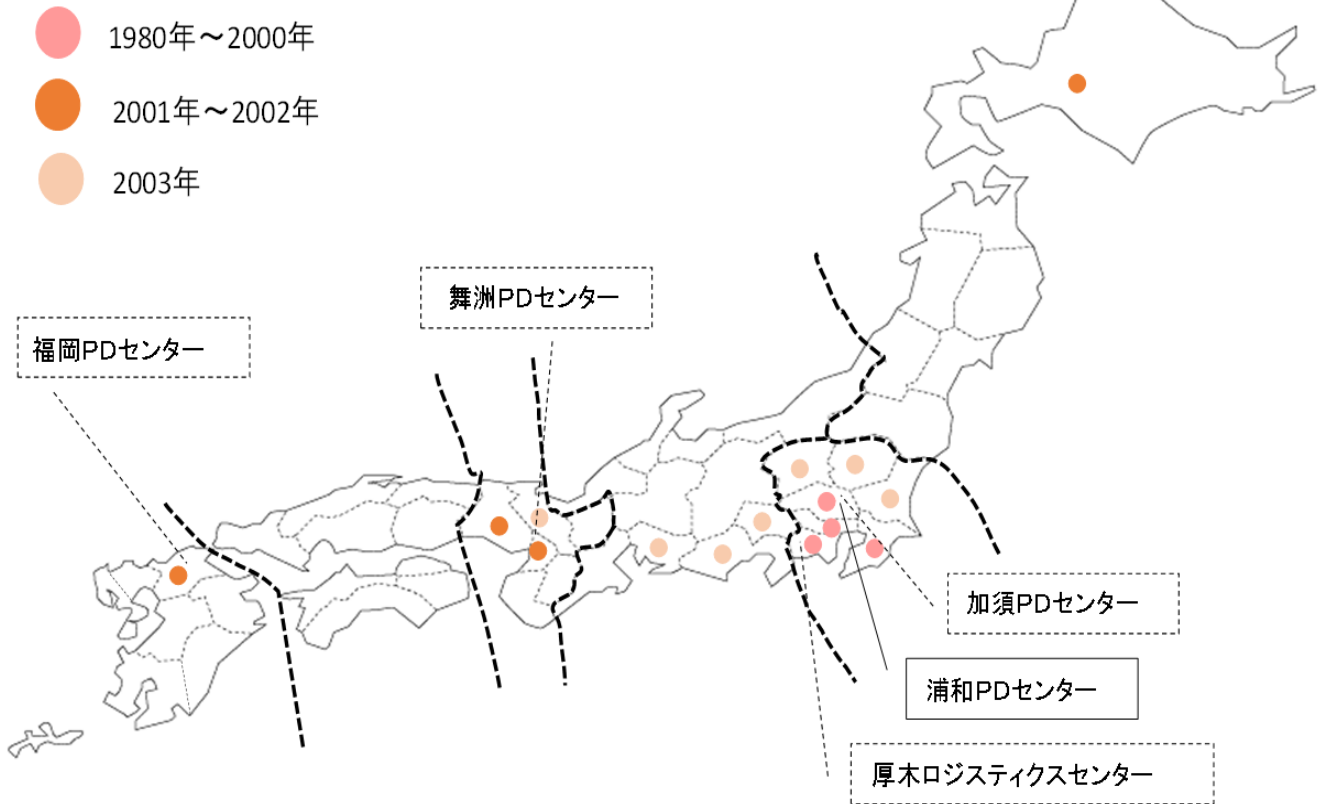 1980年～2000年
2001年～2002年
2003年
舞洲PDセンター
福岡PDセンター
加須PDセンター
浦和PDセンター
厚木ロジスティクスセンター